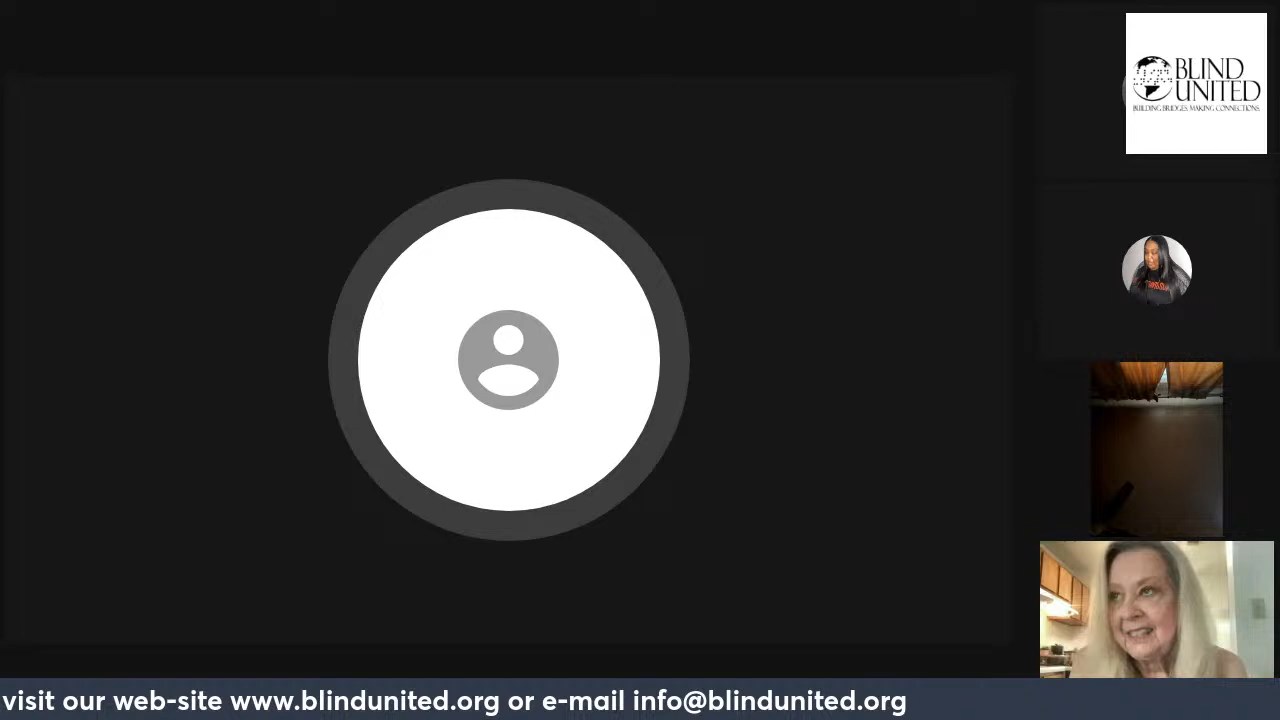 BLIND
UNITED
BUILDING BRIDGES, MAKING CONNECTIONS.
visit our web-site www.blindunited.org or e-mail info@blindunited.org